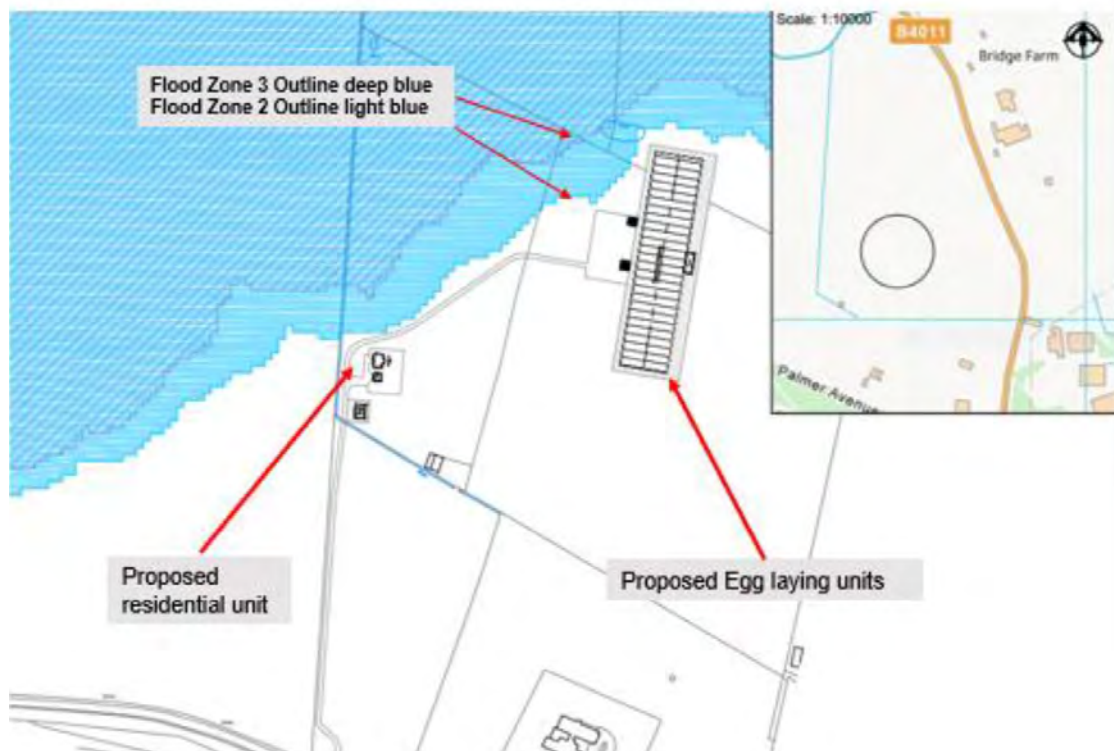 Flood Zone 3 Outline deep blue
Flood Zone 2 Outline light blue
Scale: 1:10000
B4011
Bridge Farm
Palmer Avenue
Proposed
residential unit
Proposed Egg laying units